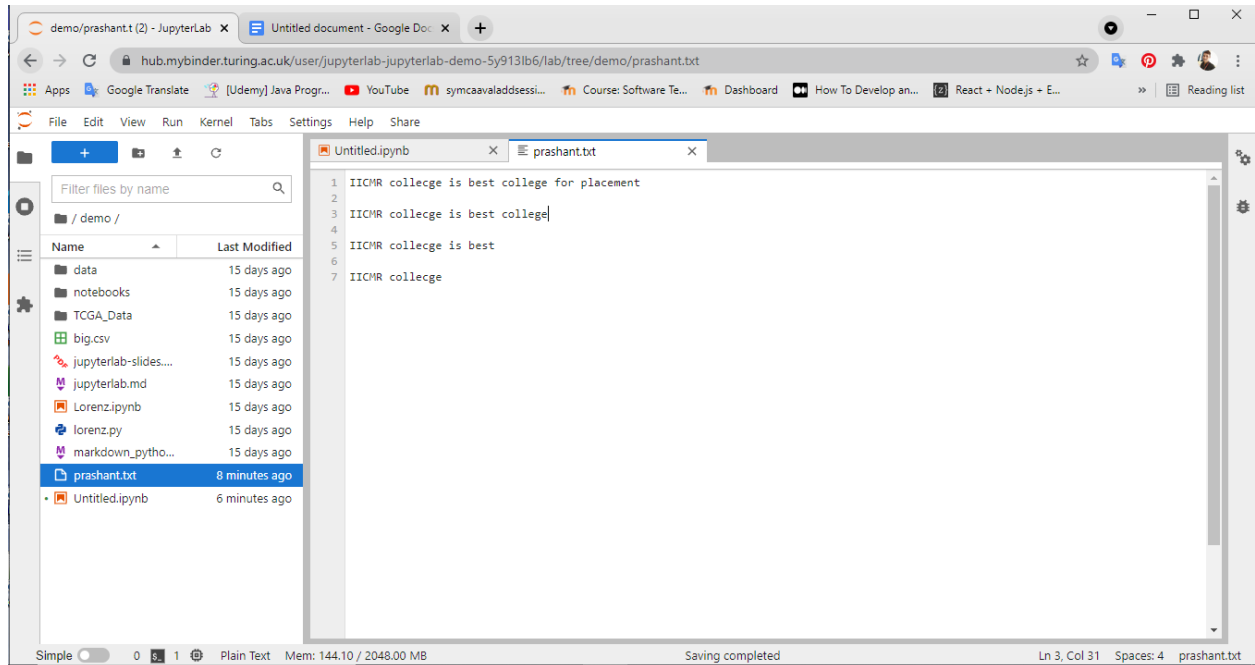 demo/prashant.t (2) - JupyterLab
Untitled document - Google Doc
hub.mybinder.turing.ac.uk/user/jupyterlab-jupyterlab-demo-5y913lb6/lab/tree/demo/prashant.txt
Apps Google Translate [Udemy] Java Progr... YouTube symcaavaladdsessi... Course: Software Te... Dashboard How To Develop an... React + Node.js + E... » Reading list
File Edit View Run Kernel Tabs Settings Help Share
Untitled.ipynb prashant.txt
Filter files by name
/ demo /
Name Last Modified
data 15 days ago
notebooks 15 days ago
TCGA_Data 15 days ago
big.csv 15 days ago
jupyterlab-slides.... 15 days ago
jupyterlab.md 15 days ago
Lorenz.ipynb 15 days ago
lorenz.py 15 days ago
markdown_pytho... 15 days ago
prashant.txt 8 minutes ago
Untitled.ipynb 6 minutes ago
1 IICMR collecge is best college for placement
2
3 IICMR collecge is best college
4
5 IICMR collecge is best
6
7 IICMR collecge
Simple 0 1 Plain Text Mem: 144.10 / 2048.00 MB Saving completed Ln 3, Col 31 Spaces: 4 prashant.txt